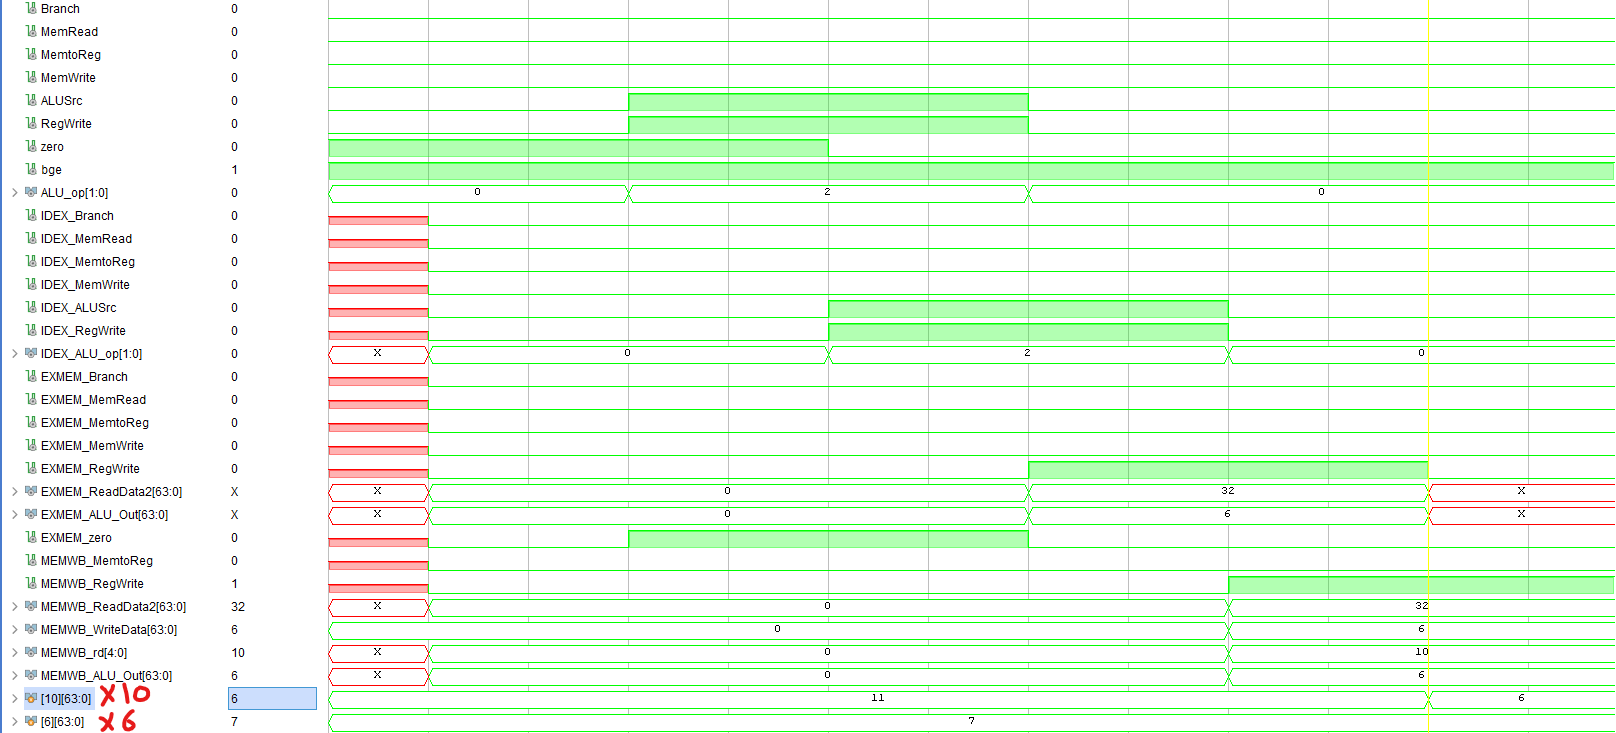 Branch 0
MemRead 0
MemtoReg 0
MemWrite 0
ALUSrc 0
RegWrite 0
zero 0
bge 1
ALU_op[1:0] 0 0 2 0
IDEX_Branch 0
IDEX_MemRead 0
IDEX_MemtoReg 0
IDEX_MemWrite 0
IDEX_ALUSrc 0
IDEX_RegWrite 0
IDEX_ALU_op[1:0] 0 X 0 2 0
EXMEM_Branch 0
EXMEM_MemRead 0
EXMEM_MemtoReg 0
EXMEM_MemWrite 0
EXMEM_RegWrite 0
EXMEM_ReadData2[63:0] X X 0 32 X
EXMEM_ALU_Out[63:0] X X 0 6 X
EXMEM_zero 0
MEMWB_MemtoReg 0
MEMWB_RegWrite 1
MEMWB_ReadData2[63:0] 32 X 0 32
MEMWB_WriteData[63:0] 6 0 6
MEMWB_rd[4:0] 10 X 0 10
MEMWB_ALU_Out[63:0] 6 X 0 6
[10][63:0] X10 6 11 6
[6][63:0] x6 7 7